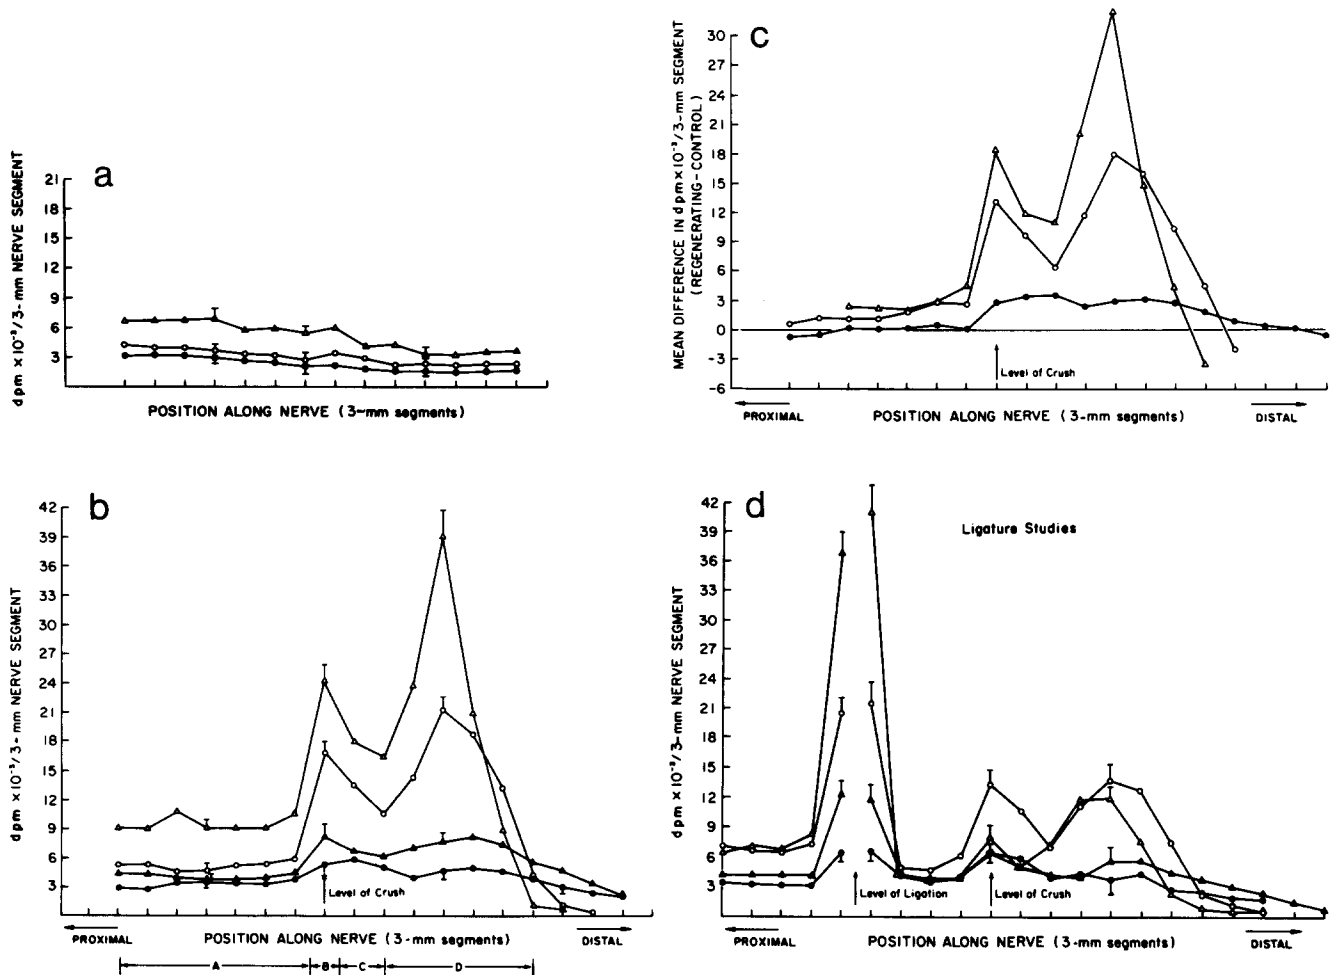 a
dpm ×10⁻³/3-mm NERVE SEGMENT
21
18
15
12
9
6
3
POSITION ALONG NERVE (3-mm segments)
b
dpm ×10⁻³/3-mm NERVE SEGMENT
42
39
36
33
30
27
24
21
18
15
12
9
6
3
Level of Crush
PROXIMAL
POSITION ALONG NERVE (3-mm segments)
DISTAL
A
B
C
D
c
MEAN DIFFERENCE IN dpm×10⁻³/3-mm SEGMENT
(REGENERATING-CONTROL)
30
27
24
21
18
15
12
9
6
3
0
-3
-6
Level of Crush
PROXIMAL
POSITION ALONG NERVE (3-mm segments)
DISTAL
d
Ligature Studies
dpm ×10⁻³/3-mm NERVE SEGMENT
42
39
36
33
30
27
24
21
18
15
12
9
6
3
Level of Ligation
Level of Crush
PROXIMAL
POSITION ALONG NERVE (3-mm segments)
DISTAL